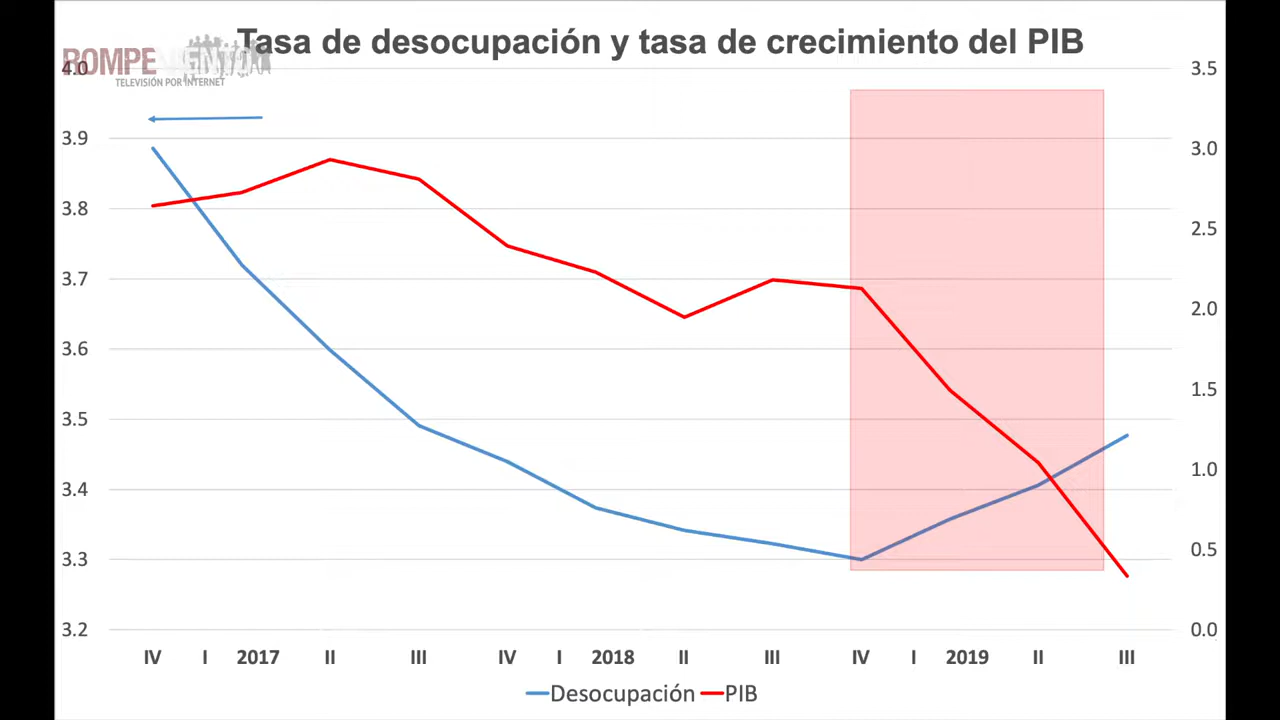 Tasa de desocupación y tasa de crecimiento del PIB
ROMPEVIENTO
TELEVISIÓN POR INTERNET
4.0 3.5
3.9 3.0
3.8 2.5
3.7 2.0
3.6 1.5
3.5 1.0
3.4 0.5
3.3 0.0
3.2
IV I 2017 II III IV I 2018 II III IV I 2019 II III
Desocupación PIB